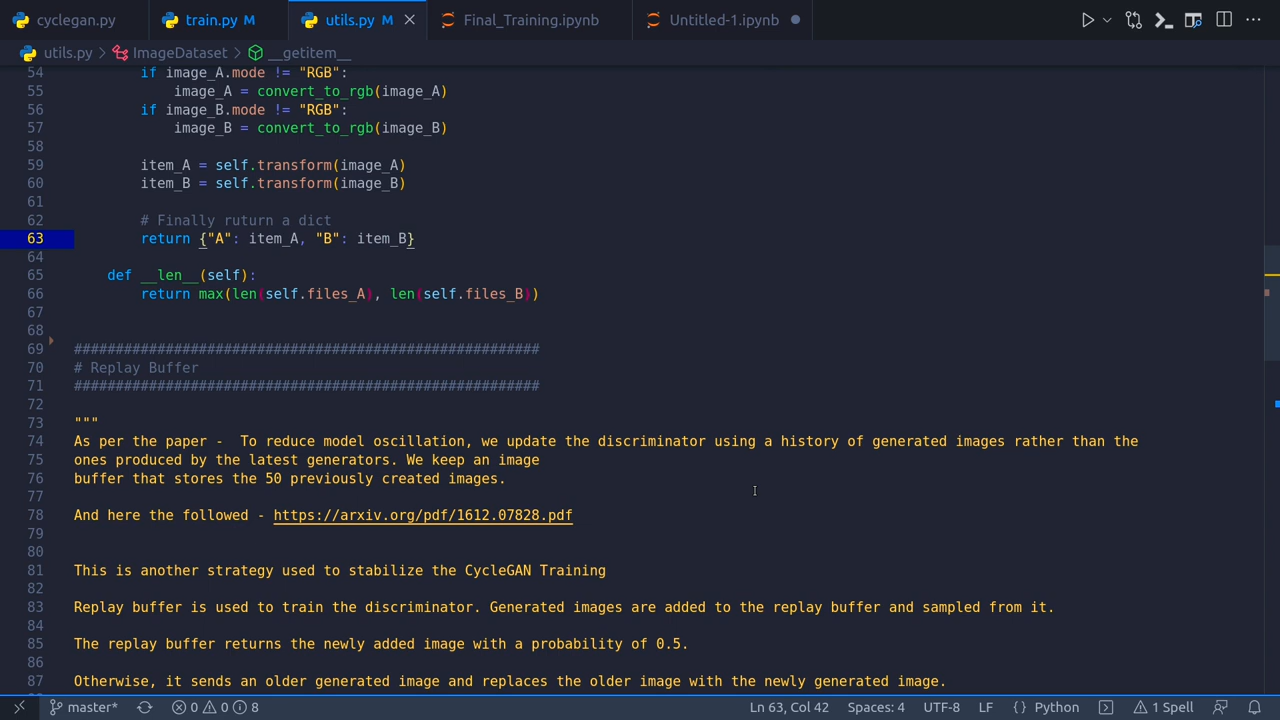 cyclegan.py train.py M utils.py M Final_Training.ipynb Untitled-1.ipynb
utils.py > ImageDataset > __getitem__
54 if image_A.mode != "RGB":
55 image_A = convert_to_rgb(image_A)
56 if image_B.mode != "RGB":
57 image_B = convert_to_rgb(image_B)
58
59 item_A = self.transform(image_A)
60 item_B = self.transform(image_B)
61
62 # Finally ruturn a dict
63 return {"A": item_A, "B": item_B}
64
65 def __len__(self):
66 return max(len(self.files_A), len(self.files_B))
67
68
69 ########################################################
70 # Replay Buffer
71 ########################################################
72
73 """
74 As per the paper -  To reduce model oscillation, we update the discriminator using a history of generated images rather than the
75 ones produced by the latest generators. We keep an image
76 buffer that stores the 50 previously created images.
77
78 And here the followed - https://arxiv.org/pdf/1612.07828.pdf
79
80
81 This is another strategy used to stabilize the CycleGAN Training
82
83 Replay buffer is used to train the discriminator. Generated images are added to the replay buffer and sampled from it.
84
85 The replay buffer returns the newly added image with a probability of 0.5.
86
87 Otherwise, it sends an older generated image and replaces the older image with the newly generated image.
master* 0 0 8 Ln 63, Col 42 Spaces: 4 UTF-8 LF {} Python 1 Spell